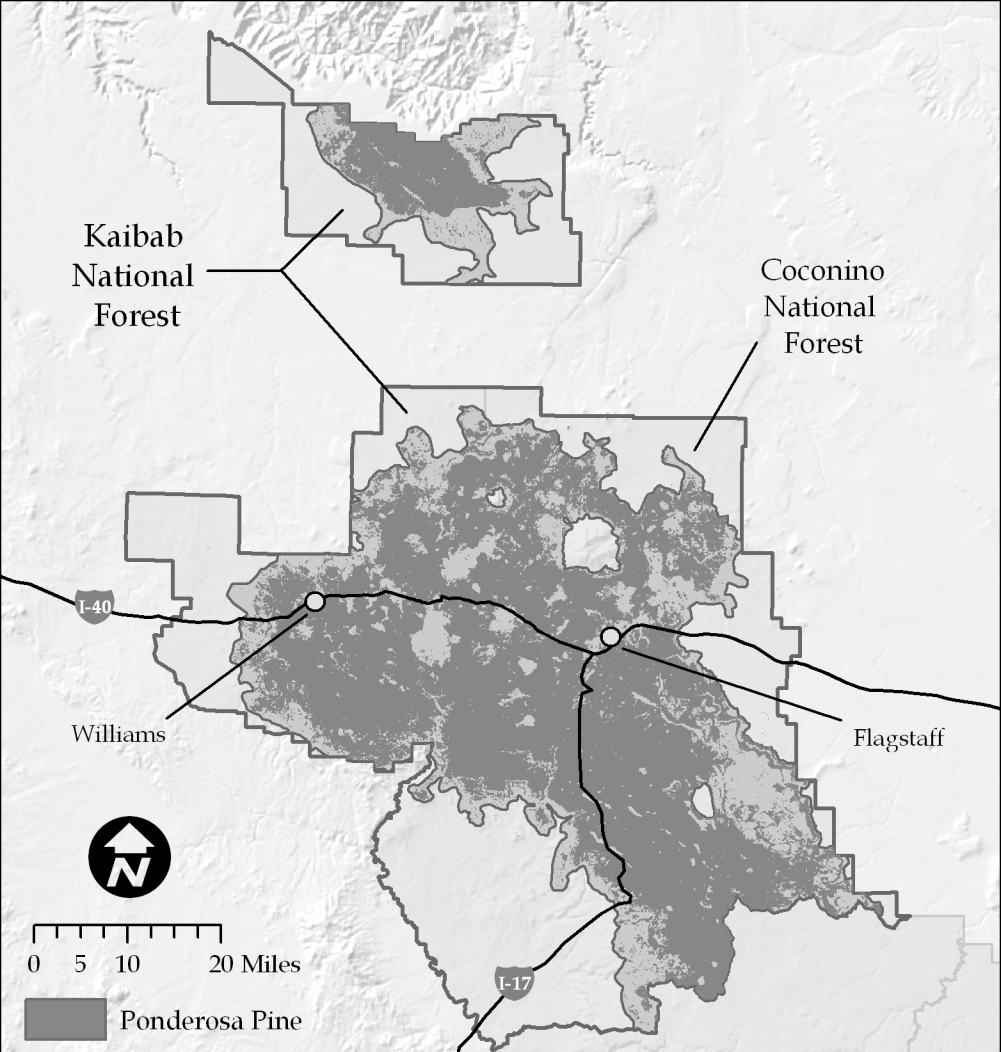 Kaibab
National
Forest
Coconino
National
Forest
I-40
Williams
Flagstaff
N
0 5 10 20 Miles
I-17
Ponderosa Pine